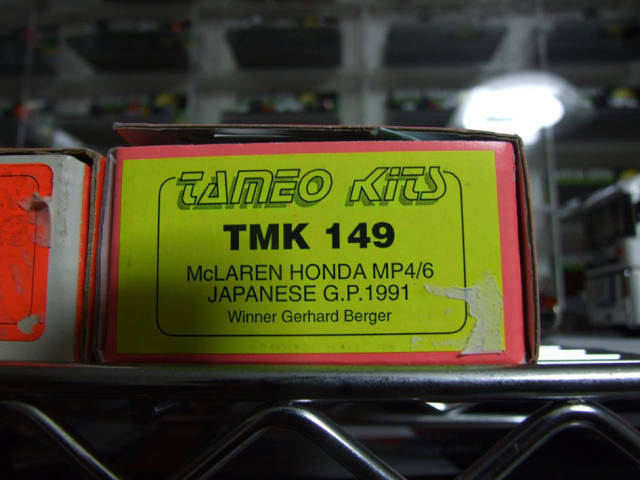 TAMEO KITS
TMK 149
McLAREN HONDA MP4/6
JAPANESE G.P.1991
Winner Gerhard Berger